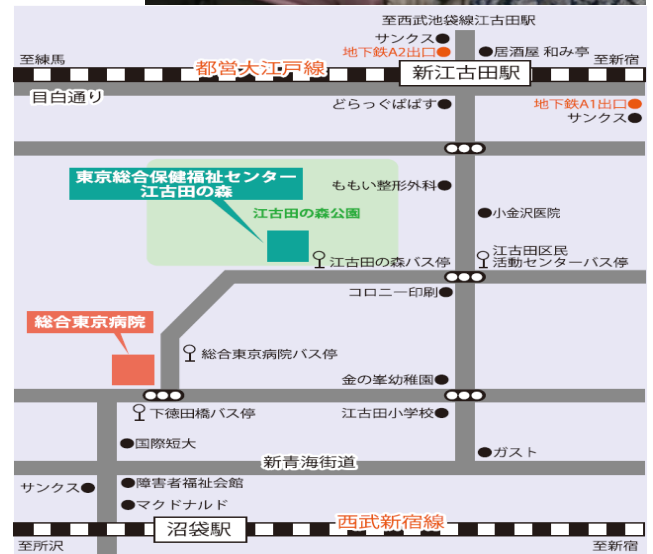 至西武池袋線江古田駅
サンクス
地下鉄A2出口
居酒屋 和み亭
至練馬
都営大江戸線
新江古田駅
至新宿
目白通り
どらっぐぱぱす
地下鉄A1出口
サンクス
東京総合保健福祉センター
江古田の森
ももい整形外科
江古田の森公園
小金沢医院
江古田の森バス停
江古田区民
活動センターバス停
コロニー印刷
総合東京病院
総合東京病院バス停
金の峯幼稚園
下徳田橋バス停
江古田小学校
国際短大
ガスト
新青海街道
サンクス
障害者福祉会館
マクドナルド
沼袋駅
西武新宿線
至所沢
至新宿